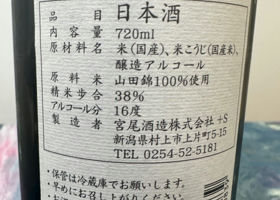 品目 日本酒
内容量 720ml
原材料名 米(国産)、米こうじ(国産米)、
醸造アルコール
原料米 山田錦100%使用
精米歩合 38%
アルコール分 16度
製造者 宮尾酒造株式会社 +S
新潟県村上市上片町5-15
TEL 0254-52-5181
・保管は冷蔵庫でお願いします。
・早めにお召し上がりください。